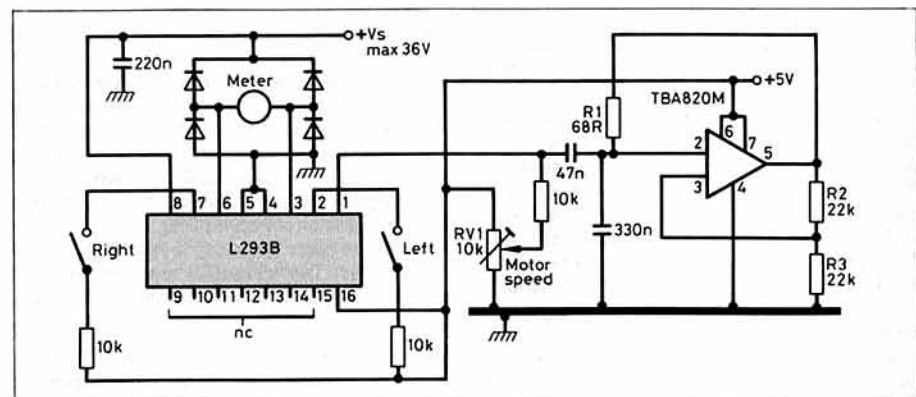 +Vs
max 36V
220n
Meter
+5V
TBA820M
R1
68R
6
7
2
5
3
4
47n
10k
R2
22k
330n
R3
22k
RV1
10k
Motor
speed
8 7 6 5 4 3 2 1
Right
L293B
Left
9 10 11 12 13 14 15 16
nc
10k
10k